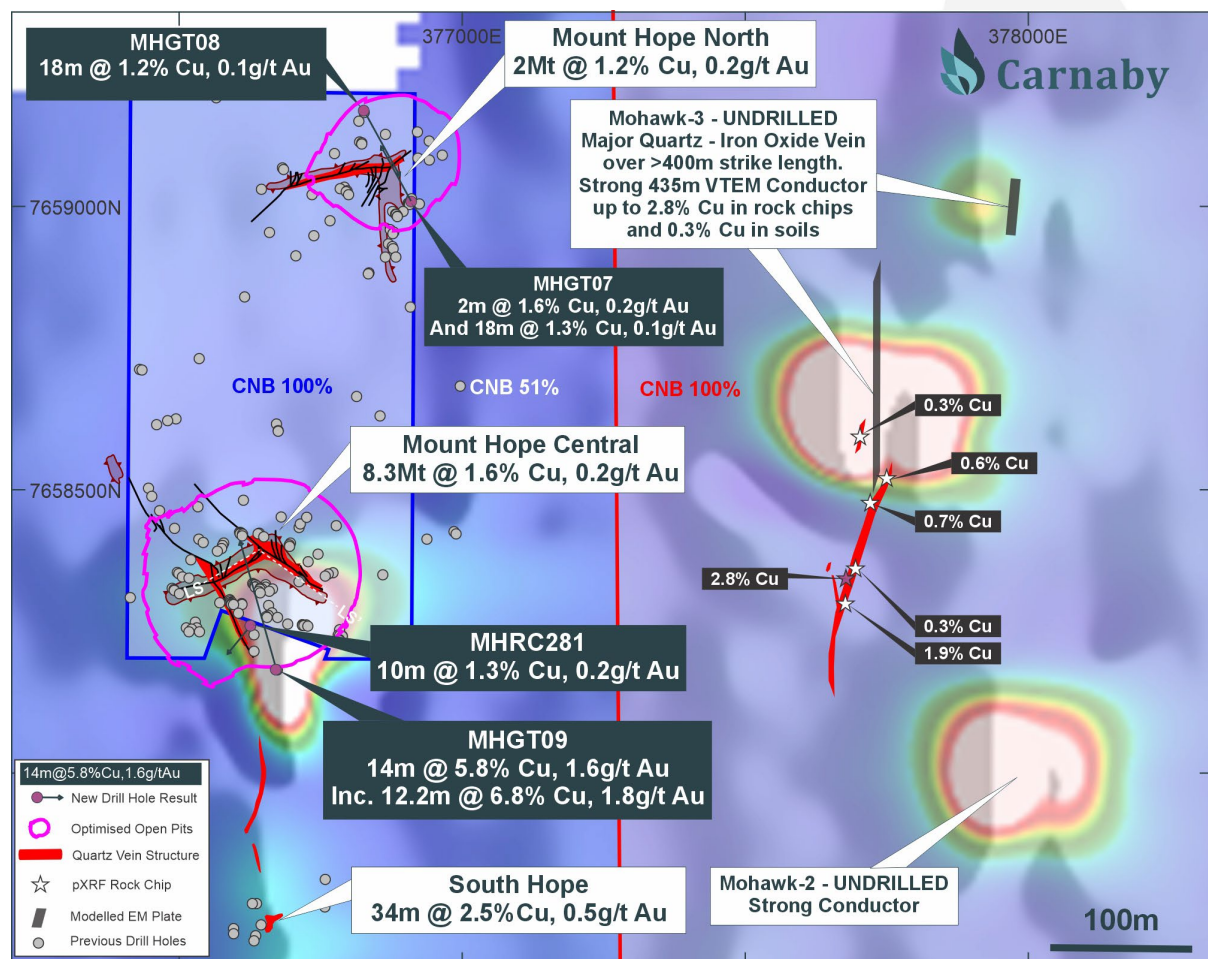 MHGT08
18m @ 1.2% Cu, 0.1g/t Au
377000E
Mount Hope North
2Mt @ 1.2% Cu, 0.2g/t Au
378000E
Carnaby
Mohawk-3 - UNDRILLED
Major Quartz - Iron Oxide Vein
over >400m strike length.
Strong 435m VTEM Conductor
up to 2.8% Cu in rock chips
and 0.3% Cu in soils
7659000N
MHGT07
2m @ 1.6% Cu, 0.2g/t Au
And 18m @ 1.3% Cu, 0.1g/t Au
CNB 100%
CNB 51%
CNB 100%
0.3% Cu
Mount Hope Central
8.3Mt @ 1.6% Cu, 0.2g/t Au
0.6% Cu
7658500N
0.7% Cu
2.8% Cu
LS
LS'
0.3% Cu
1.9% Cu
MHRC281
10m @ 1.3% Cu, 0.2g/t Au
MHGT09
14m @ 5.8% Cu, 1.6g/t Au
Inc. 12.2m @ 6.8% Cu, 1.8g/t Au
14m@5.8%Cu,1.6g/tAu
New Drill Hole Result
Optimised Open Pits
Quartz Vein Structure
pXRF Rock Chip
Modelled EM Plate
Previous Drill Holes
South Hope
34m @ 2.5%Cu, 0.5g/t Au
Mohawk-2 - UNDRILLED
Strong Conductor
100m